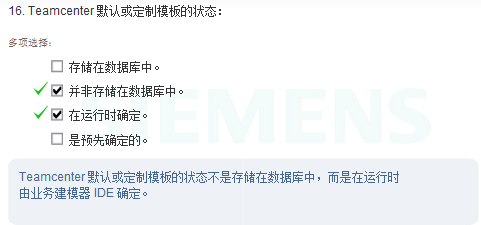 16. Teamcenter 默认或定制模板的状态：
多项选择：
存储在数据库中。
并非存储在数据库中。
在运行时确定。
是预先确定的。
SIEMENS
Teamcenter 默认或定制模板的状态不是存储在数据库中，而是在运行时
由业务建模器 IDE 确定。